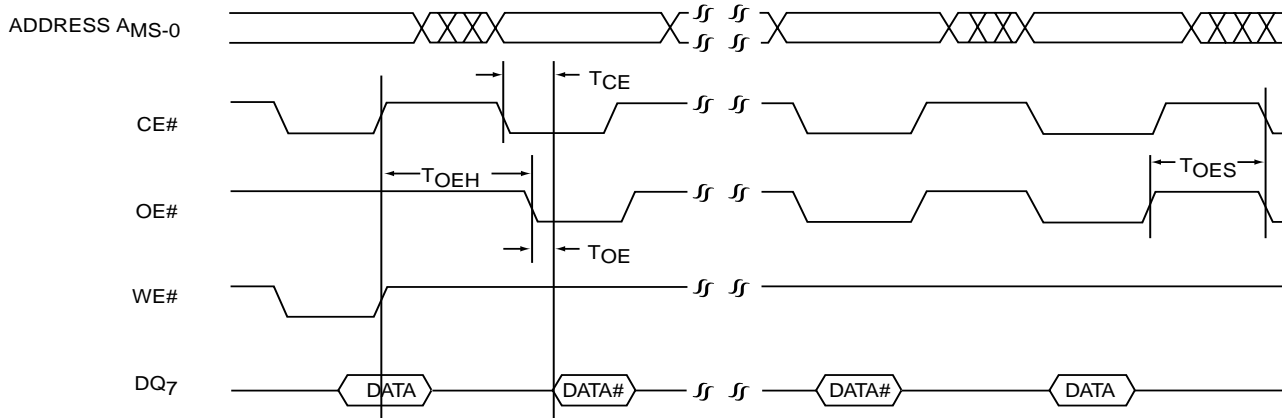 ADDRESS AMS-0
TCE
CE#
TOEH
TOES
OE#
TOE
WE#
DQ7
DATA
DATA#
DATA#
DATA